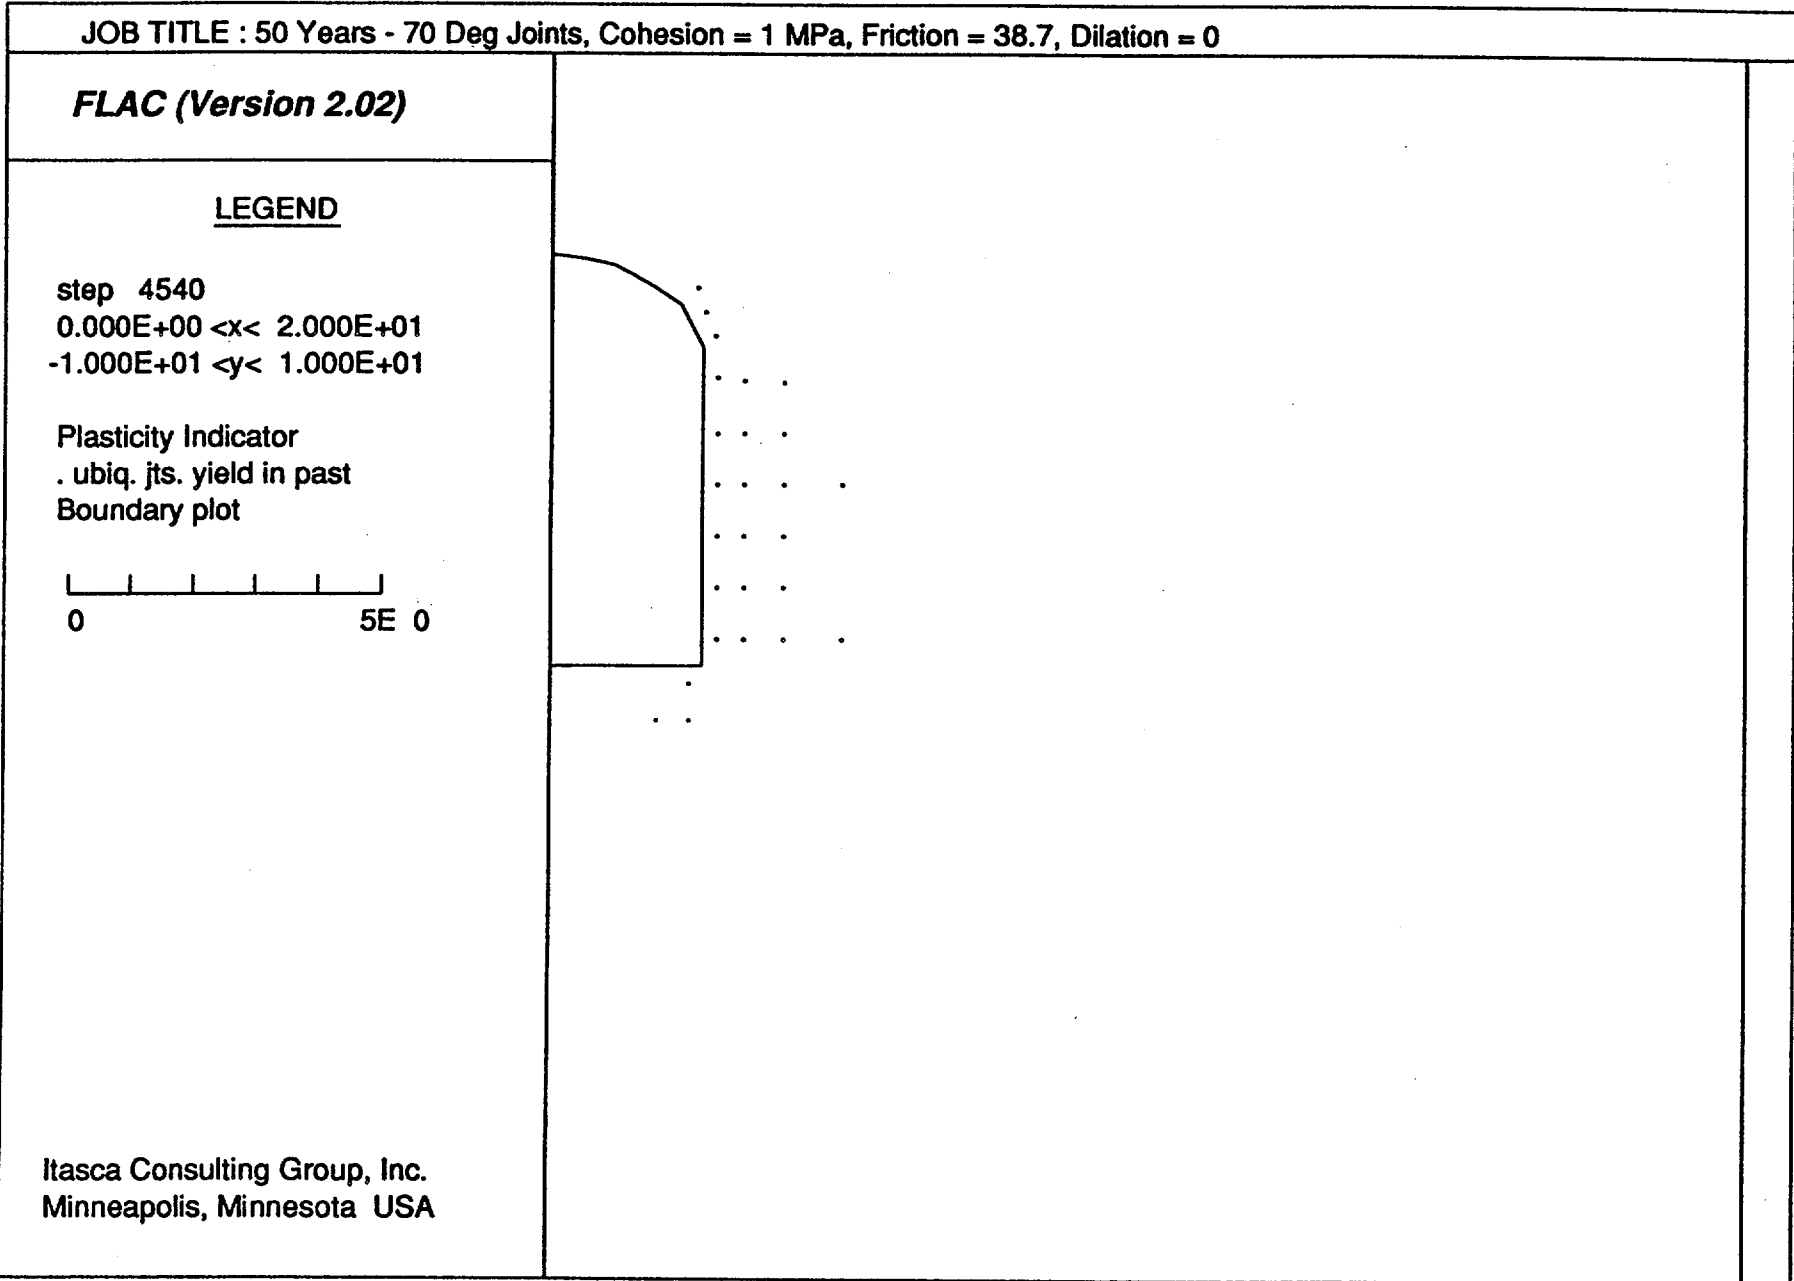 JOB TITLE : 50 Years - 70 Deg Joints, Cohesion = 1 MPa, Friction = 38.7, Dilation = 0
FLAC (Version 2.02)
LEGEND
step 4540
0.000E+00 <x< 2.000E+01
-1.000E+01 <y< 1.000E+01
Plasticity Indicator
. ubiq. jts. yield in past
Boundary plot
0 5E 0
Itasca Consulting Group, Inc.
Minneapolis, Minnesota USA